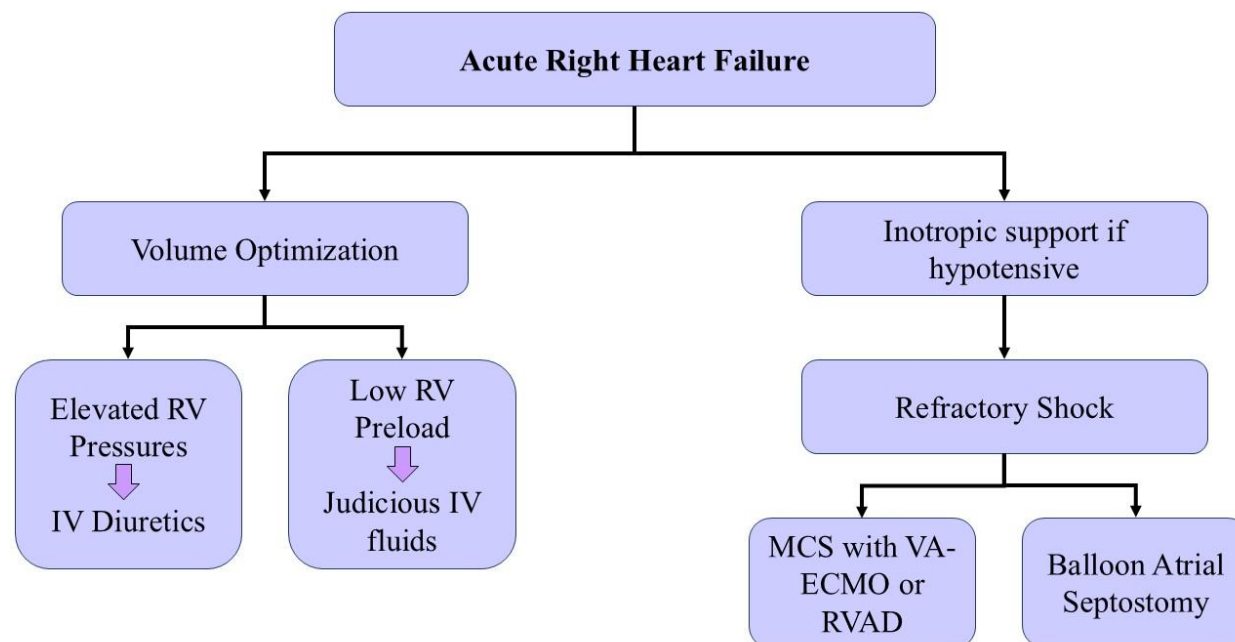 Acute Right Heart Failure
Volume Optimization
Inotropic support if
hypotensive
Elevated RV
Pressures
IV Diuretics
Low RV
Preload
Judicious IV
fluids
Refractory Shock
MCS with VA-
ECMO or
RVAD
Balloon Atrial
Septostomy